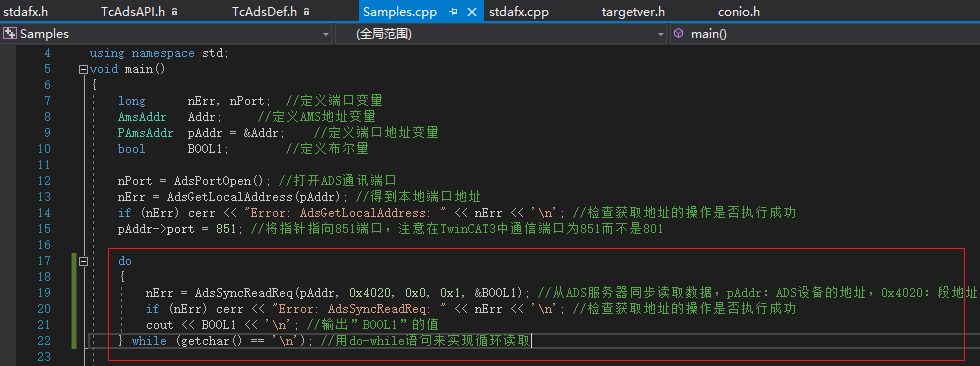 stdafx.h TcAdsAPI.h TcAdsDef.h Samples.cpp stdafx.cpp targetver.h conio.h
Samples (全局范围) main()
4 using namespace std;
5 void main()
6 {
7 long nErr, nPort; //定义端口变量
8 AmsAddr Addr; //定义AMS地址变量
9 PAmsAddr pAddr = &Addr; //定义端口地址变量
10 bool BOOL1; //定义布尔量
11
12 nPort = AdsPortOpen(); //打开ADS通讯端口
13 nErr = AdsGetLocalAddress(pAddr); //得到本地端口地址
14 if (nErr) cerr << "Error: AdsGetLocalAddress: " << nErr << '\n'; //检查获取地址的操作是否执行成功
15 pAddr->port = 851; //将指针指向851端口，注意在TwinCAT3中通信端口为851而不是801
16
17 do
18 {
19 nErr = AdsSyncReadReq(pAddr, 0x4020, 0x0, 0x1, &BOOL1); //从ADS服务器同步读取数据，pAddr：ADS设备的地址，0x4020：段地址
20 if (nErr) cerr << "Error: AdsSyncReadReq: " << nErr << '\n'; //检查获取地址的操作是否执行成功
21 cout << BOOL1 << '\n'; //输出”BOOL1”的值
22 } while (getchar() == '\n'); //用do-while语句来实现循环读取
23